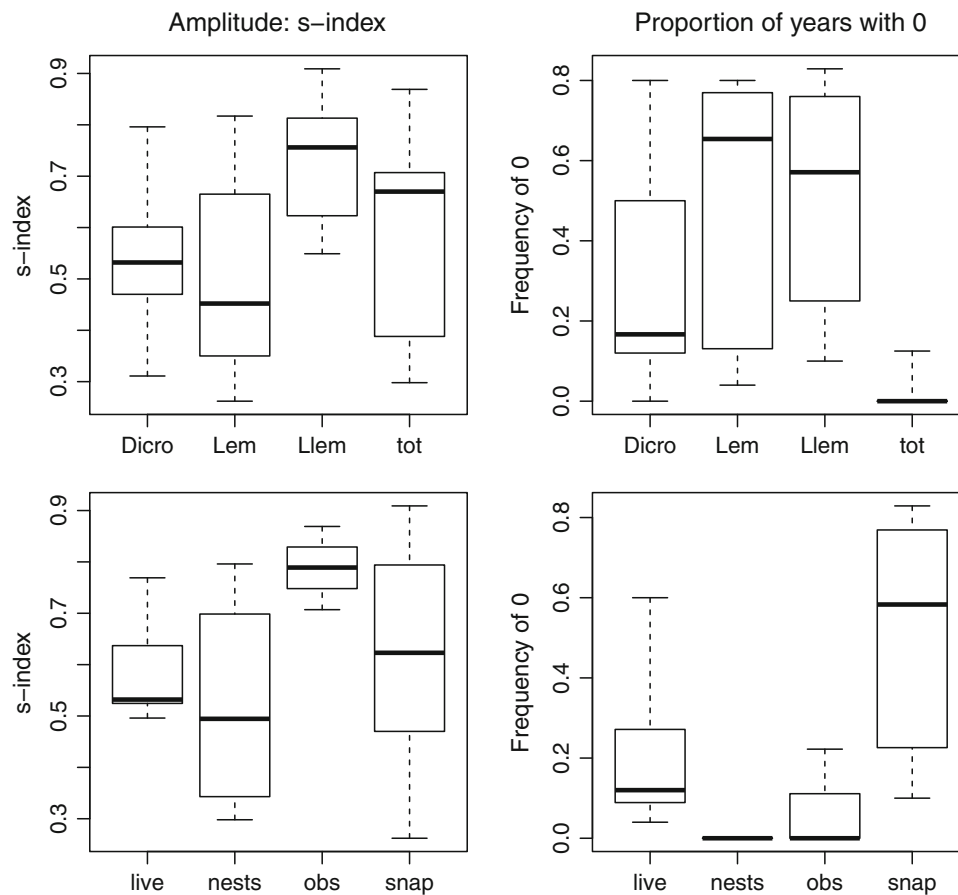 Amplitude: s−index
Proportion of years with 0
s−index
0.3 0.5 0.7 0.9
Dicro Lem Llem tot
Frequency of 0
0.0 0.2 0.4 0.6 0.8
Dicro Lem Llem tot
s−index
0.3 0.5 0.7 0.9
live nests obs snap
Frequency of 0
0.0 0.2 0.4 0.6 0.8
live nests obs snap